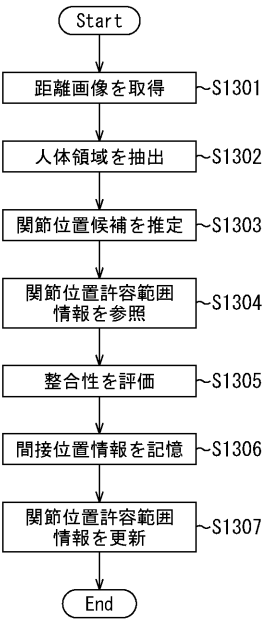 Start
距離画像を取得
~S1301
人体領域を抽出
~S1302
関節位置候補を推定
~S1303
関節位置許容範囲
情報を参照
~S1304
整合性を評価
~S1305
間接位置情報を記憶
~S1306
関節位置許容範囲
情報を更新
~S1307
End